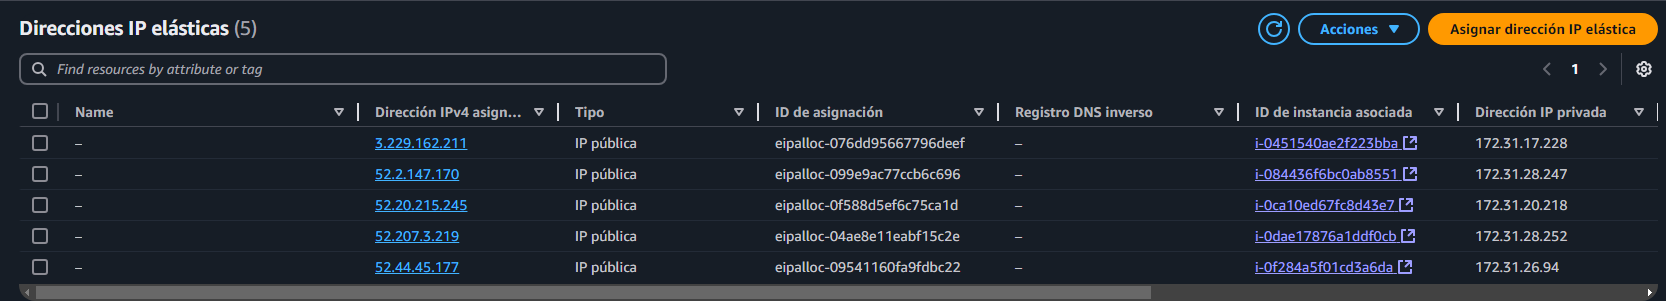 Direcciones IP elásticas (5)
Acciones
Asignar dirección IP elástica
Find resources by attribute or tag
1
Name Dirección IPv4 asign... Tipo ID de asignación Registro DNS inverso ID de instancia asociada Dirección IP privada
– 3.229.162.211 IP pública eipalloc-076dd95667796deef – i-0451540ae2f223bba 172.31.17.228
– 52.2.147.170 IP pública eipalloc-099e9ac77ccb6c696 – i-084436f6bc0ab8551 172.31.28.247
– 52.20.215.245 IP pública eipalloc-0f588d5ef6c75ca1d – i-0ca10ed67fc8d43e7 172.31.20.218
– 52.207.3.219 IP pública eipalloc-04ae8e11eabf15c2e – i-0dae17876a1ddf0cb 172.31.28.252
– 52.44.45.177 IP pública eipalloc-09541160fa9fdbc22 – i-0f284a5f01cd3a6da 172.31.26.94